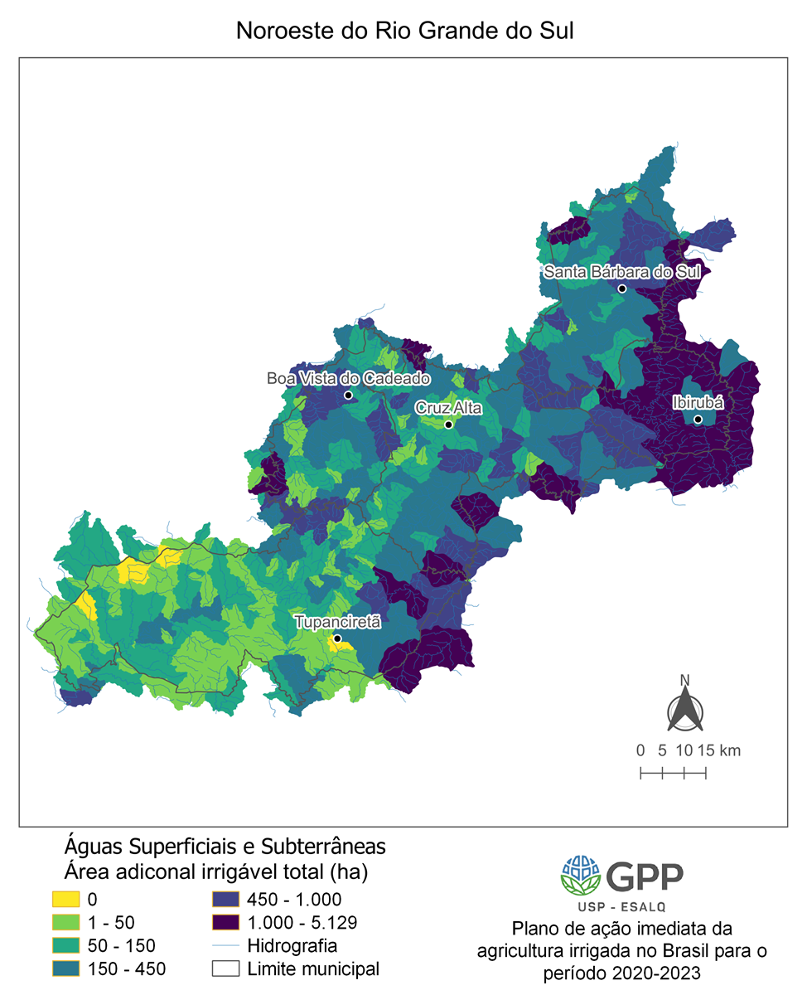 Noroeste do Rio Grande do Sul
Santa Bárbara do Sul
Boa Vista do Cadeado
Cruz Alta
Ibirubá
Tupanciretã
N
0 5 10 15 km
Águas Superficiais e Subterrâneas
Área adiconal irrigável total (ha)
0
1 - 50
50 - 150
150 - 450
450 - 1.000
1.000 - 5.129
Hidrografia
Limite municipal
GPP
USP - ESALQ
Plano de ação imediata da
agricultura irrigada no Brasil para o
período 2020-2023